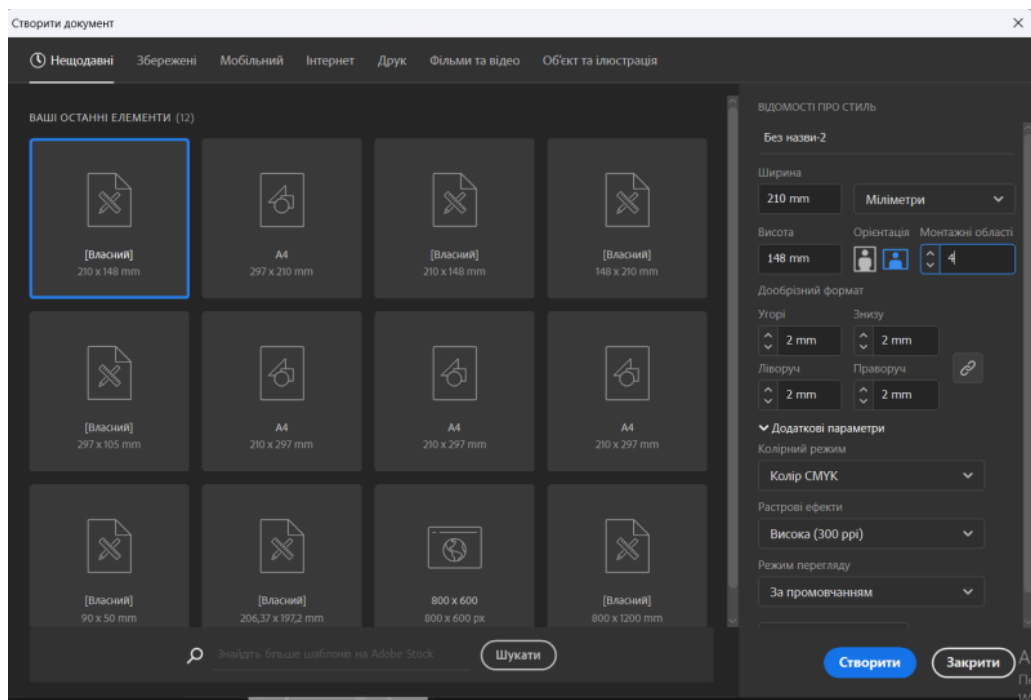 Створити документ
Нещодавні Збережені Мобільний Інтернет Друк Фільми та відео Об'єкт та ілюстрація
ВАШІ ОСТАННІ ЕЛЕМЕНТИ (12)
[Власний]
210 x 148 mm
A4
297 x 210 mm
[Власний]
210 x 148 mm
[Власний]
148 x 210 mm
[Власний]
297 x 105 mm
A4
210 x 297 mm
A4
210 x 297 mm
A4
210 x 297 mm
[Власний]
90 x 50 mm
[Власний]
206,37 x 197,2 mm
800 x 600
800 x 600 px
[Власний]
800 x 1200 mm
Знайдіть більше шаблонів на Adobe Stock
Шукати
ВІДОМОСТІ ПРО СТИЛЬ
Без назви-2
Ширина
210 mm Міліметри
Висота Орієнтація Монтажні області
148 mm 4
Дообрізний формат
Угорі Знизу
2 mm 2 mm
Ліворуч Праворуч
2 mm 2 mm
Додаткові параметри
Колірний режим
Колір CMYK
Растрові ефекти
Висока (300 ppi)
Режим перегляду
За промовчанням
Створити Закрити